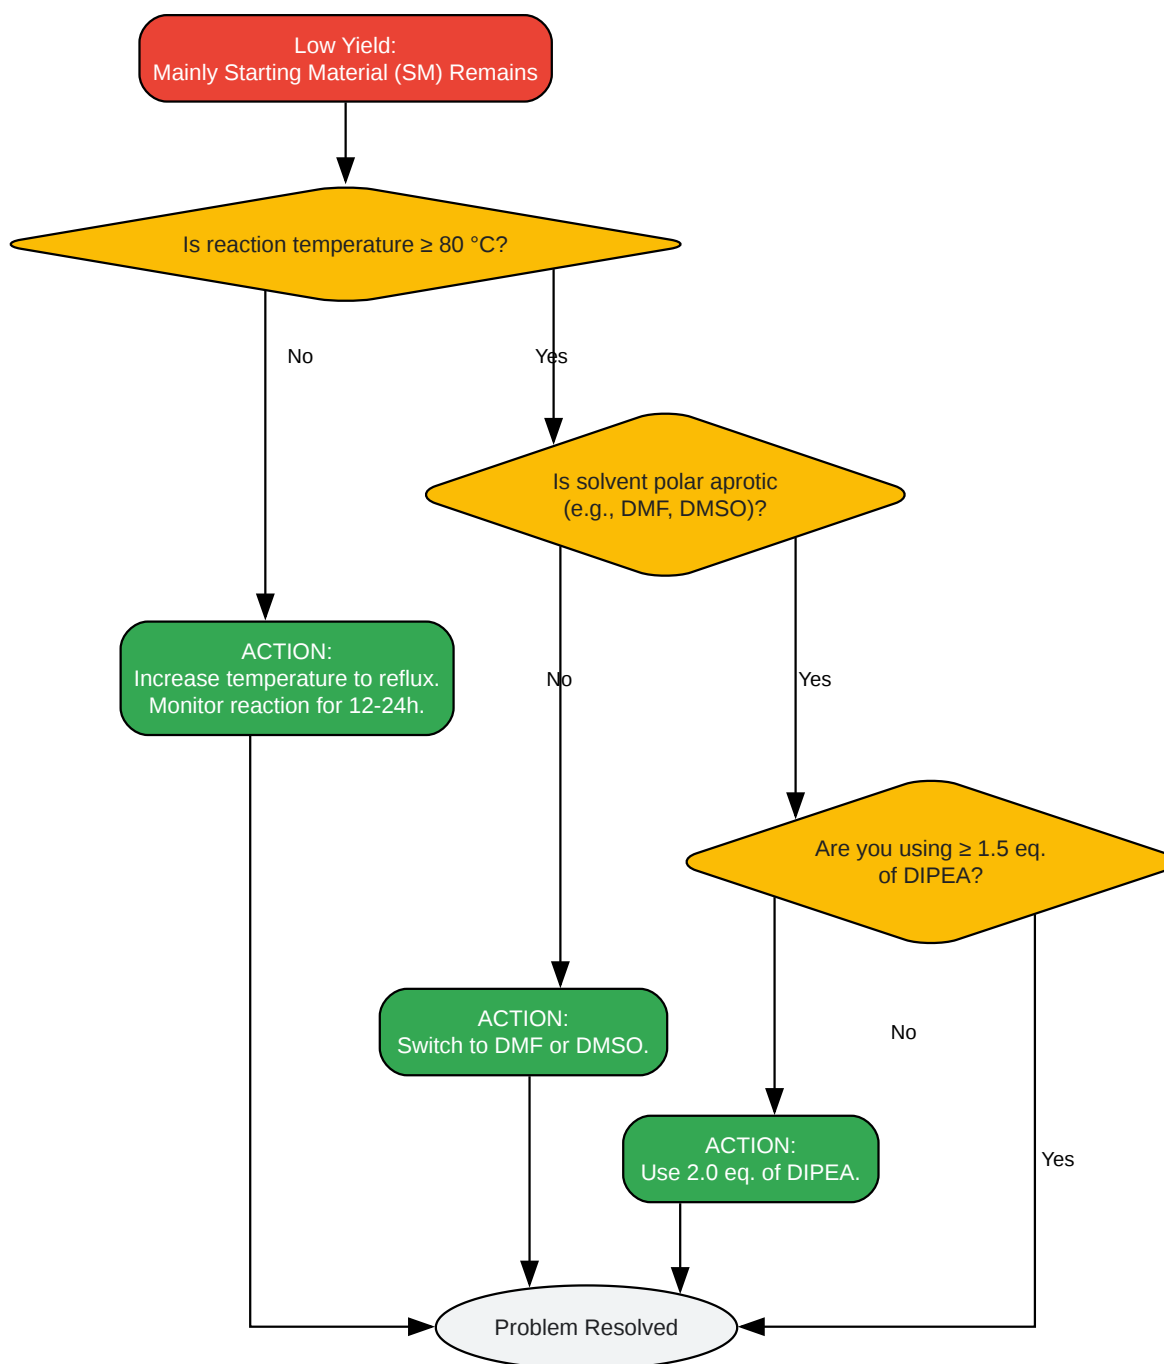 Low Yield:
Mainly Starting Material (SM) Remains
Is reaction temperature ≥ 80 °C?
No
Yes
Is solvent polar aprotic
(e.g., DMF, DMSO)?
ACTION:
Increase temperature to reflux.
Monitor reaction for 12-24h.
No
Yes
Are you using ≥ 1.5 eq.
of DIPEA?
ACTION:
Switch to DMF or DMSO.
No
ACTION:
Use 2.0 eq. of DIPEA.
Yes
Problem Resolved